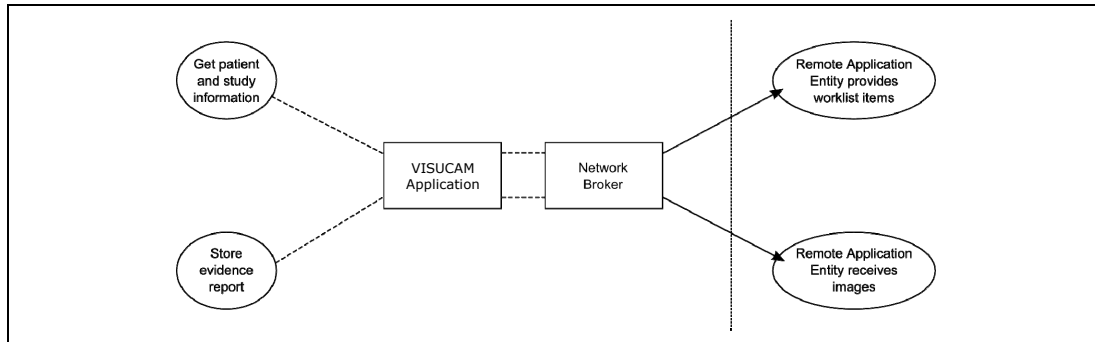 Get patient
and study
information
Remote Application
Entity provides
worklist items
VISUCAM
Application
Network
Broker
Store
evidence
report
Remote Application
Entity receives
images